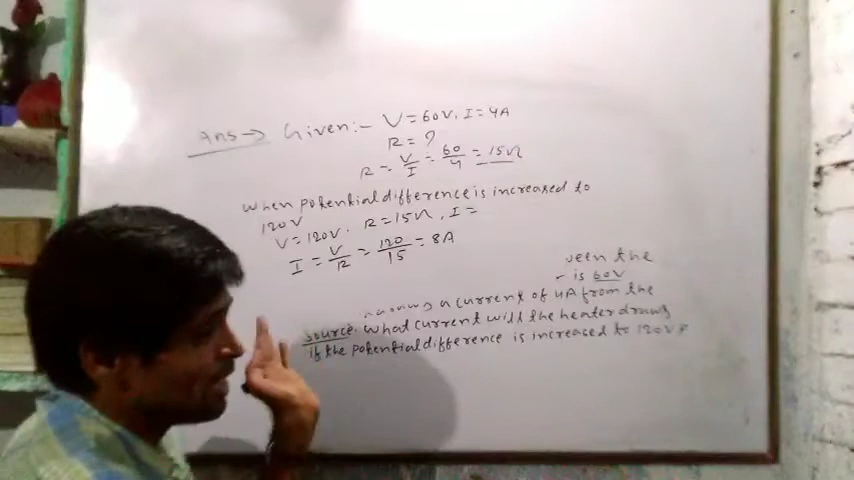 Ans → Given:- V=60V, I=4A
R=?
R = V/I = 60/4 = 15Ω
When potential difference is increased to
120V
V=120V. R=15Ω, I=
I = V/R = 120/15 = 8A
the
is 60V
a current of 4A from the
source. What current will the heater draws
if the potential difference is increased to 120V?